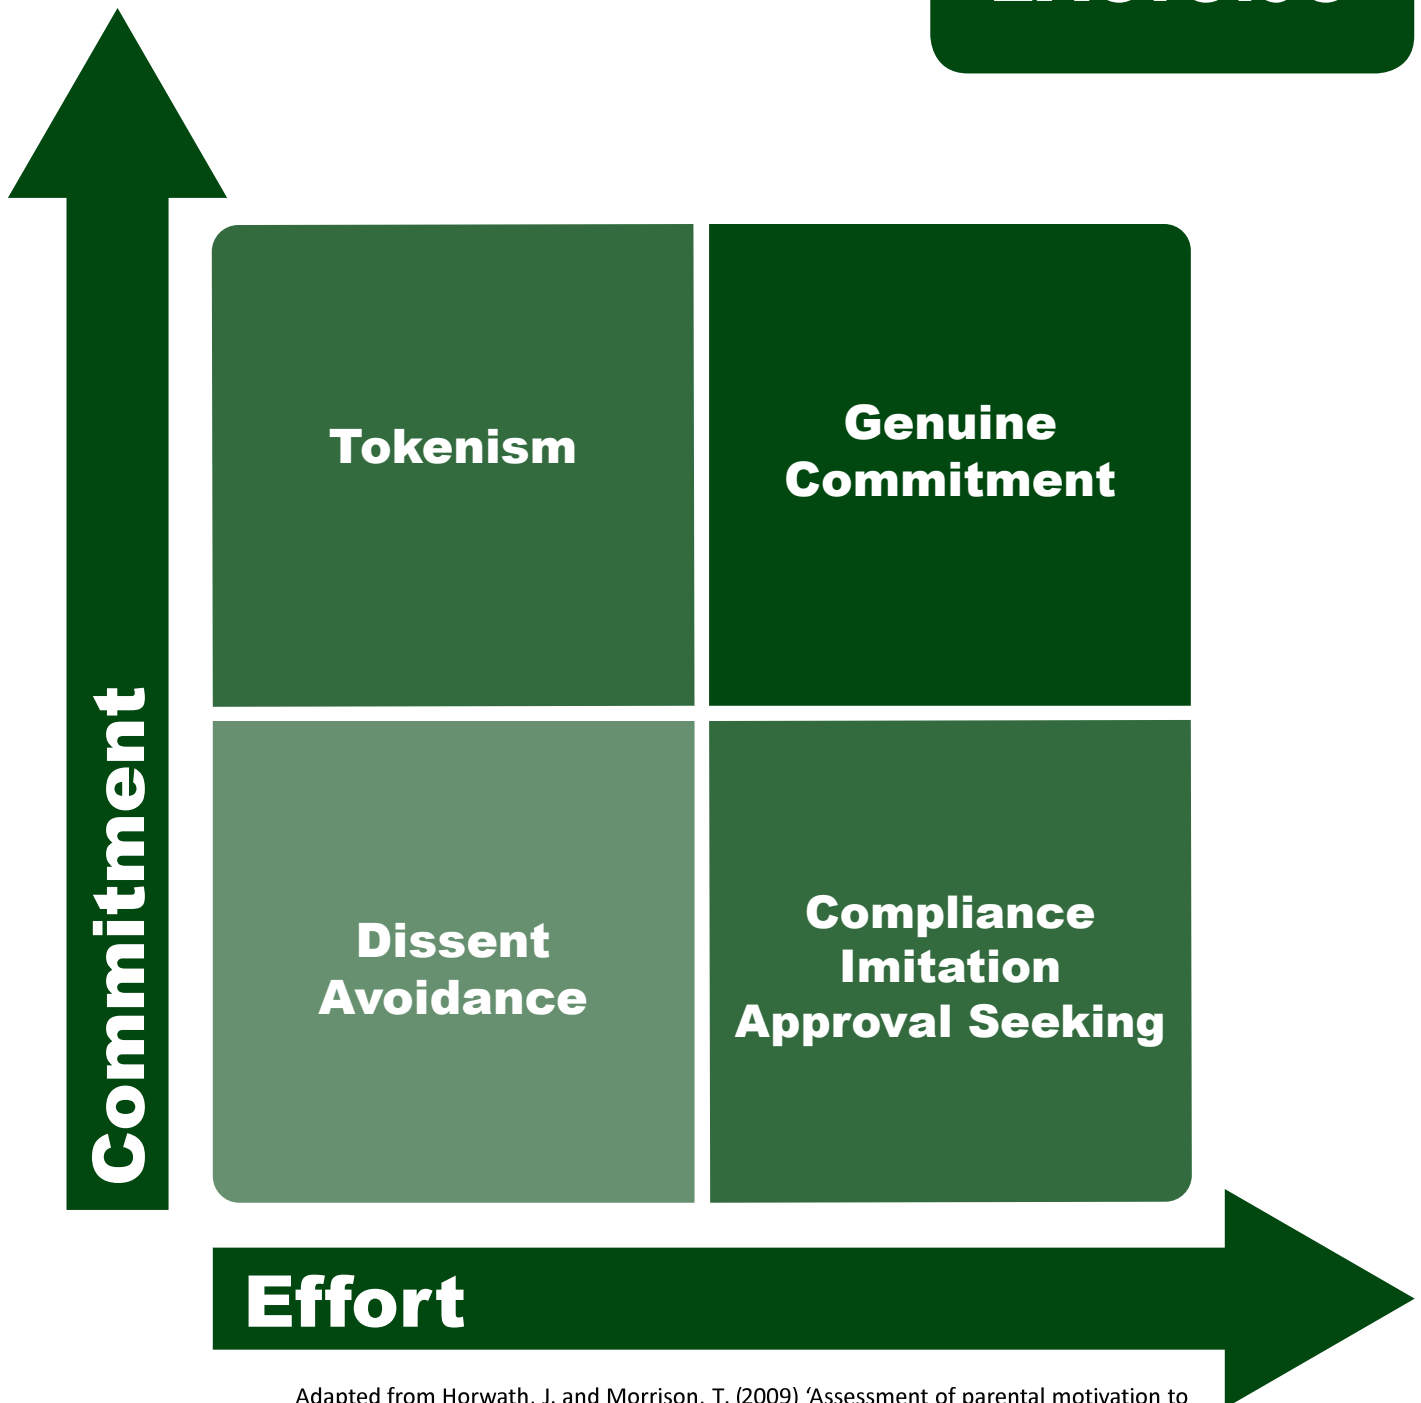 Tokenism
Genuine
Commitment
Dissent
Avoidance
Compliance
Imitation
Approval Seeking
Commitment
Effort
Adapted from Horwath, J. and Morrison, T. (2009) ‘Assessment of parental motivation to